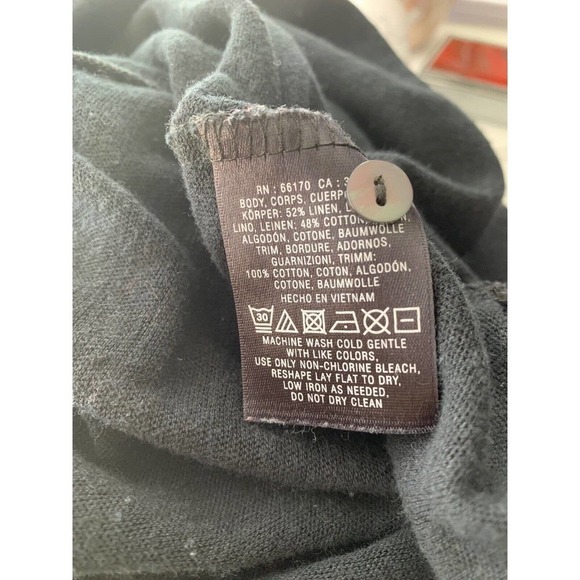 RN : 66170 CA : 3
BODY, CORPS, CUERPO
KÖRPER: 52% LINEN, L
LINO, LEINEN; 48% COTTON,
ALGODÓN, COTONE, BAUMWOLLE
TRIM, BORDURE, ADORNOS,
GUARNIZIONI, TRIMM:
100% COTTON, COTON, ALGODÓN,
COTONE, BAUMWOLLE
HECHO EN VIETNAM
30
MACHINE WASH COLD GENTLE
WITH LIKE COLORS,
USE ONLY NON-CHLORINE BLEACH,
RESHAPE LAY FLAT TO DRY,
LOW IRON AS NEEDED,
DO NOT DRY CLEAN